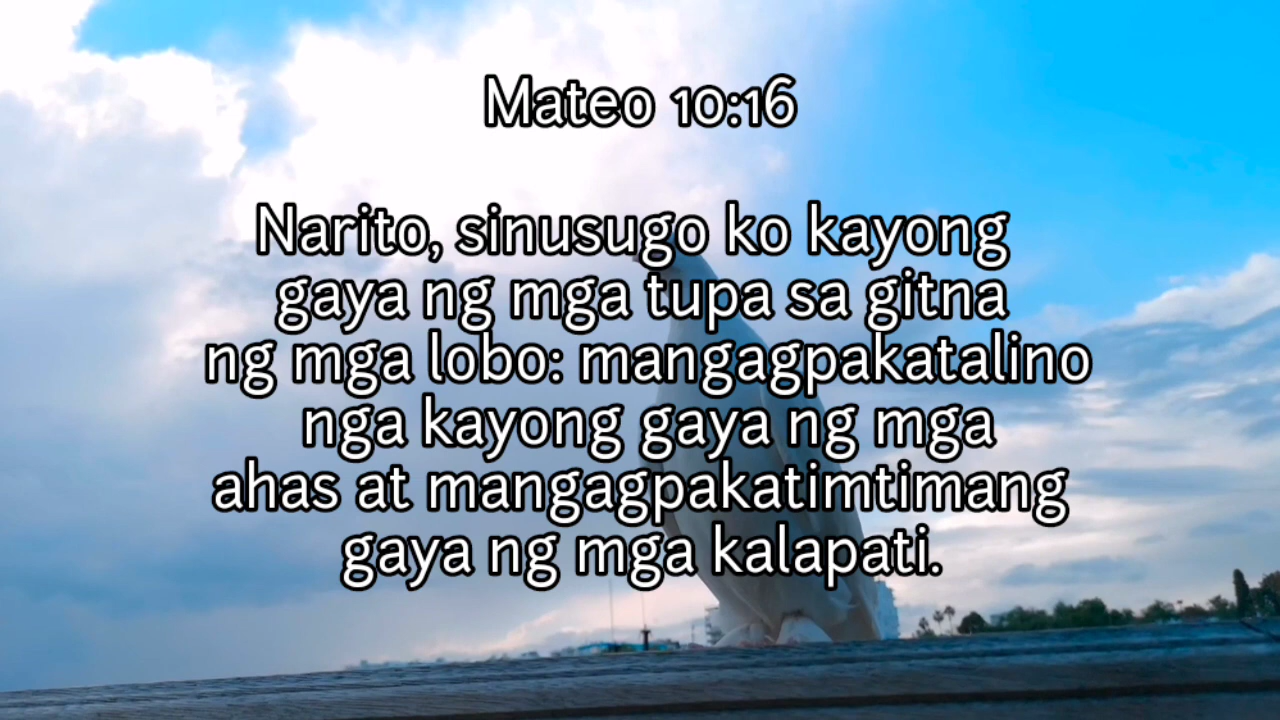 Mateo 10:16
Narito, sinusugo ko kayong
gaya ng mga tupa sa gitna
ng mga lobo: mangagpakatalino
nga kayong gaya ng mga
ahas at mangagpakatimtimang
gaya ng mga kalapati.